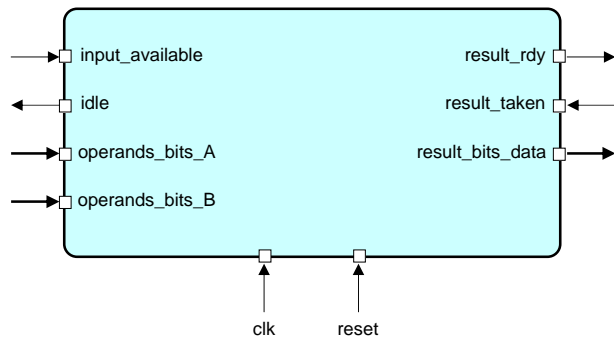 input_available
result_rdy
idle
result_taken
operands_bits_A
result_bits_data
operands_bits_B
clk
reset